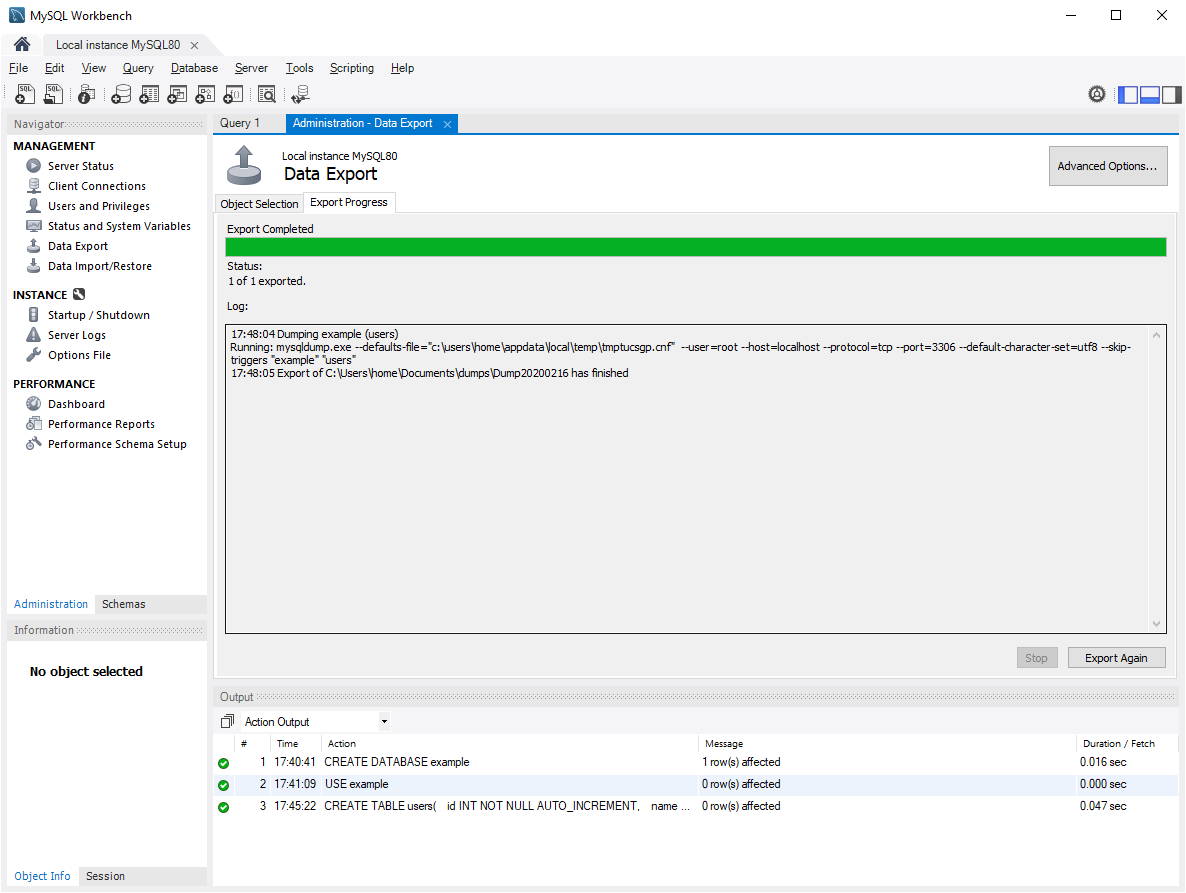 MySQL Workbench
Local instance MySQL80
File Edit View Query Database Server Tools Scripting Help
Navigator
MANAGEMENT
Server Status
Client Connections
Users and Privileges
Status and System Variables
Data Export
Data Import/Restore
INSTANCE
Startup / Shutdown
Server Logs
Options File
PERFORMANCE
Dashboard
Performance Reports
Performance Schema Setup
Administration Schemas
Information
No object selected
Object Info Session
Query 1 Administration - Data Export
Local instance MySQL80
Data Export
Advanced Options...
Object Selection Export Progress
Export Completed
Status:
1 of 1 exported.
Log:
17:48:04 Dumping example (users)
Running: mysqldump.exe --defaults-file="c:\users\home\appdata\local\temp\tmptucsgp.cnf" --user=root --host=localhost --protocol=tcp --port=3306 --default-character-set=utf8 --skip-
triggers "example" "users"
17:48:05 Export of C:\Users\home\Documents\dumps\Dump20200216 has finished
Stop Export Again
Output
Action Output
# Time Action Message Duration / Fetch
1 17:40:41 CREATE DATABASE example 1 row(s) affected 0.016 sec
2 17:41:09 USE example 0 row(s) affected 0.000 sec
3 17:45:22 CREATE TABLE users( id INT NOT NULL AUTO_INCREMENT, name ... 0 row(s) affected 0.047 sec